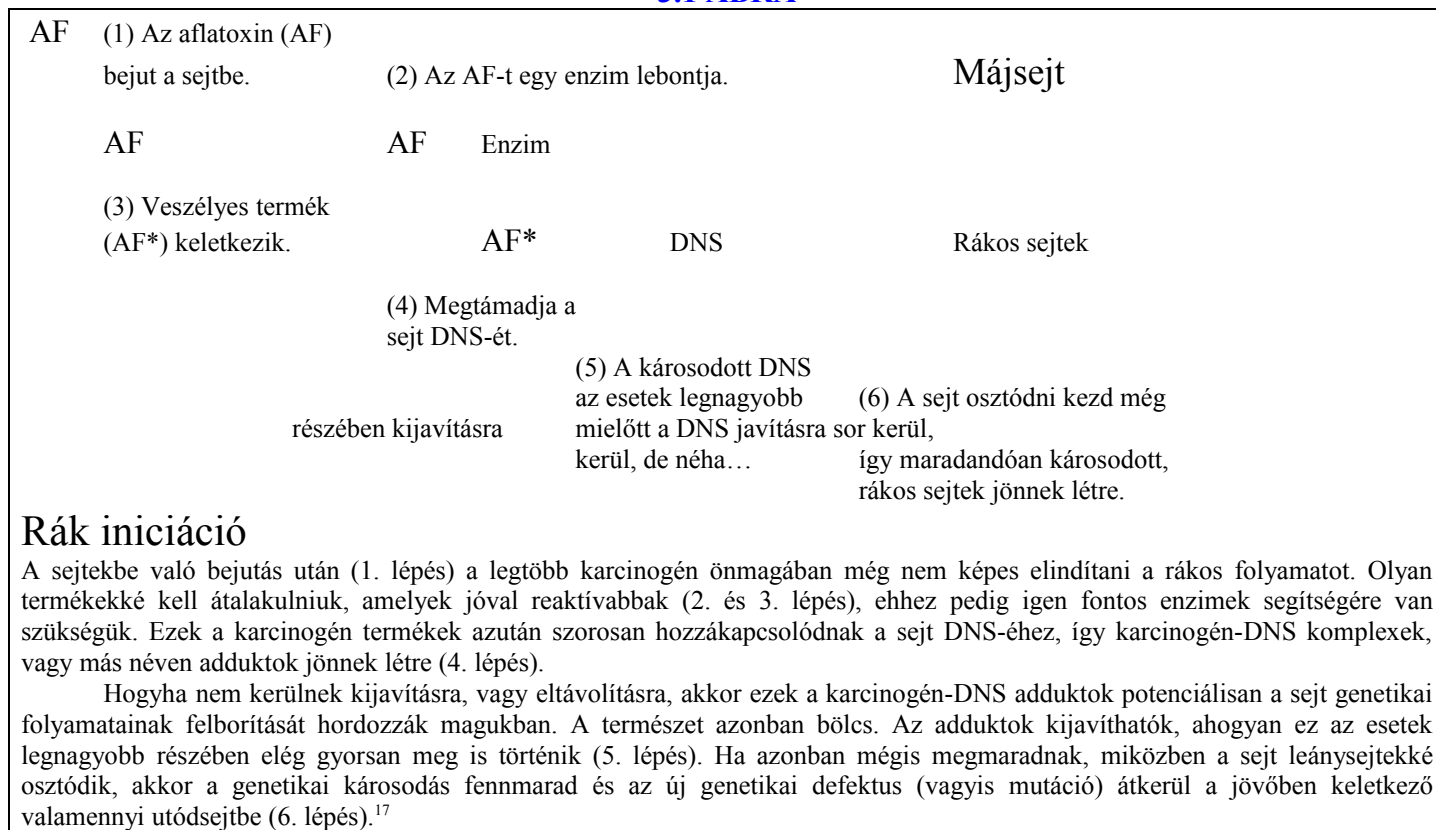 3.1 ÁBRA
AF (1) Az aflatoxin (AF)
bejut a sejtbe. (2) Az AF-t egy enzim lebontja. Májsejt
AF AF Enzim
(3) Veszélyes termék
(AF*) keletkezik. AF* DNS Rákos sejtek
(4) Megtámadja a
sejt DNS-ét.
(5) A károsodott DNS
az esetek legnagyobb (6) A sejt osztódni kezd még
részében kijavításra mielőtt a DNS javításra sor kerül,
kerül, de néha… így maradandóan károsodott,
rákos sejtek jönnek létre.
Rák iniciáció
A sejtekbe való bejutás után (1. lépés) a legtöbb karcinogén önmagában még nem képes elindítani a rákos folyamatot. Olyan
termékekké kell átalakulniuk, amelyek jóval reaktívabbak (2. és 3. lépés), ehhez pedig igen fontos enzimek segítségére van
szükségük. Ezek a karcinogén termékek azután szorosan hozzákapcsolódnak a sejt DNS-éhez, így karcinogén-DNS komplexek,
vagy más néven adduktok jönnek létre (4. lépés).
Hogyha nem kerülnek kijavításra, vagy eltávolításra, akkor ezek a karcinogén-DNS adduktok potenciálisan a sejt genetikai
folyamatainak felborítását hordozzák magukban. A természet azonban bölcs. Az adduktok kijavíthatók, ahogyan ez az esetek
legnagyobb részében elég gyorsan meg is történik (5. lépés). Ha azonban mégis megmaradnak, miközben a sejt leánysejtekké
osztódik, akkor a genetikai károsodás fennmarad és az új genetikai defektus (vagyis mutáció) átkerül a jövőben keletkező
valamennyi utódsejtbe (6. lépés).17